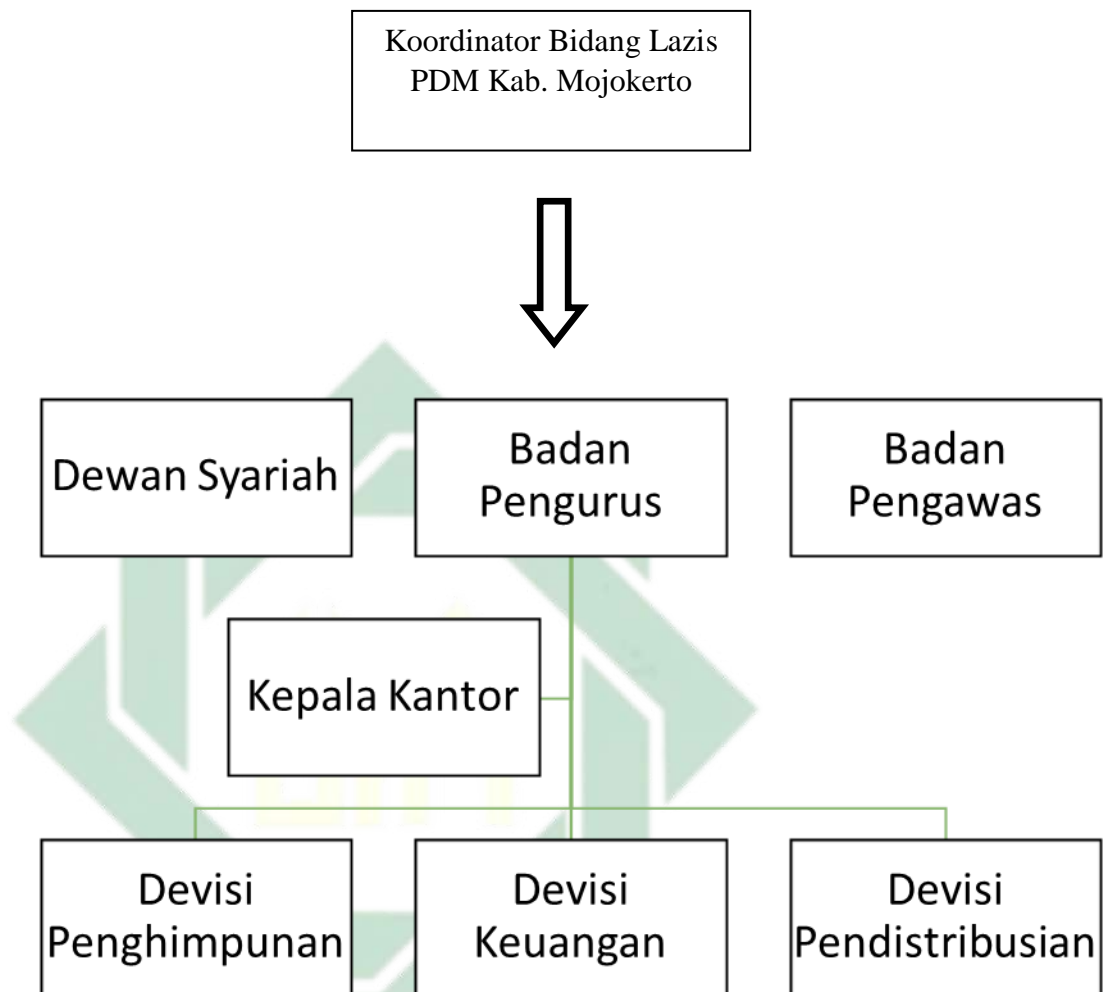 Koordinator Bidang Lazis
PDM Kab. Mojokerto
Dewan Syariah
Badan
Pengurus
Badan
Pengawas
Kepala Kantor
Devisi
Penghimpunan
Devisi
Keuangan
Devisi
Pendistribusian